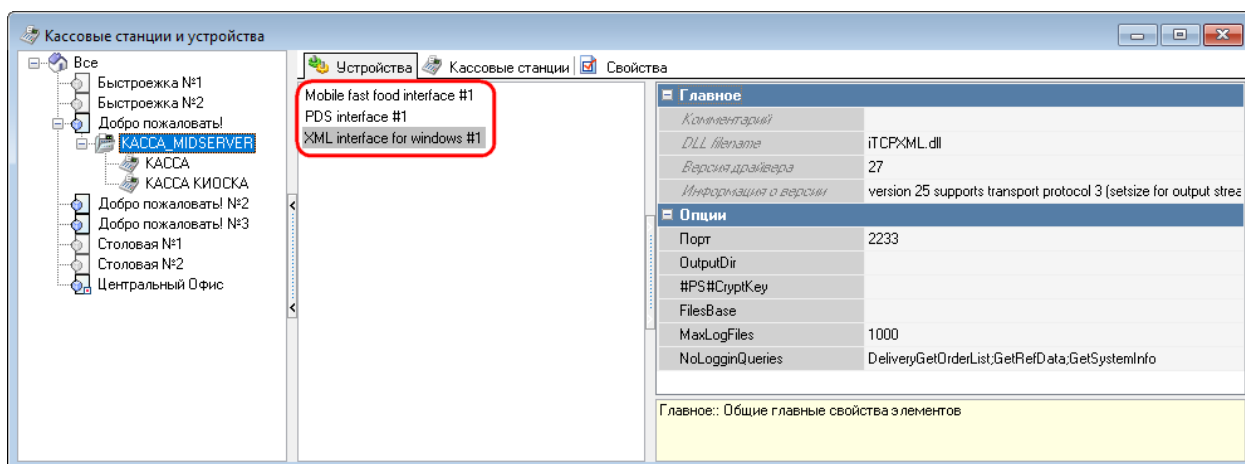 Кассовые станции и устройства
Все
Быстроежка №1
Быстроежка №2
Добро пожаловать!
КАССА_MIDSERVER
КАССА
КАССА КИОСКА
Добро пожаловать! №2
Добро пожаловать! №3
Столовая №1
Столовая №2
Центральный Офис
Устройства Кассовые станции Свойства
Mobile fast food interface #1
PDS interface #1
XML interface for windows #1
Главное
Комментарий
DLL filename iTCPXML.dll
Версия драйвера 27
Информация о версии version 25 supports transport protocol 3 (setsize for output strea
Опции
Порт 2233
OutputDir
#PS#CryptKey
FilesBase
MaxLogFiles 1000
NoLogginQueries DeliveryGetOrderList;GetRefData;GetSystemInfo
Главное:: Общие главные свойства элементов